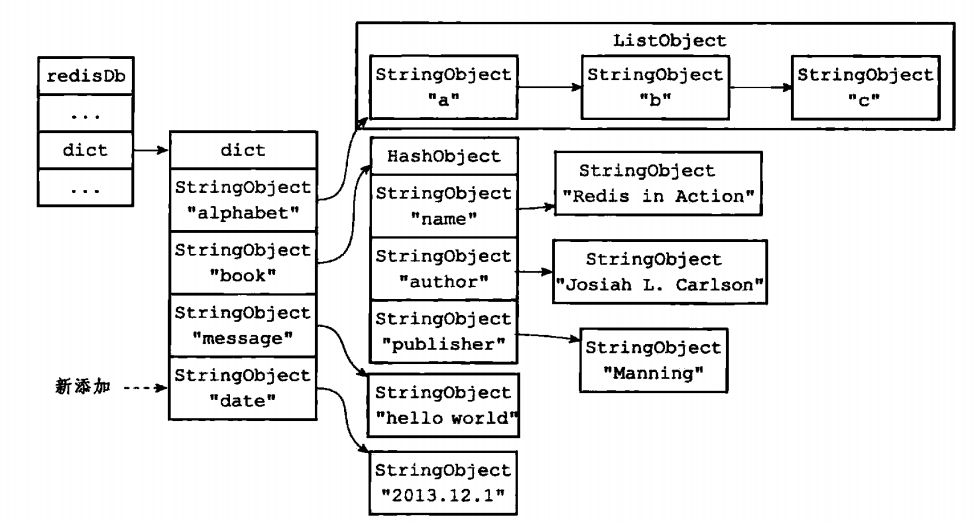 redisDb
...
dict
...
dict
StringObject
"alphabet"
StringObject
"book"
StringObject
"message"
新添加
StringObject
"date"
ListObject
StringObject
"a"
StringObject
"b"
StringObject
"c"
HashObject
StringObject
"name"
StringObject
"author"
StringObject
"publisher"
StringObject
"Redis in Action"
StringObject
"Josiah L. Carlson"
StringObject
"Manning"
StringObject
"hello world"
StringObject
"2013.12.1"